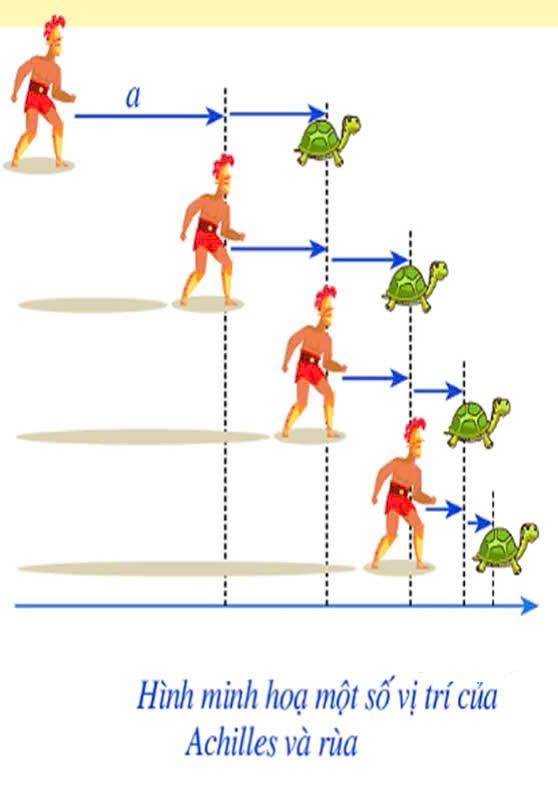 a
Hình minh hoạ một số vị trí của
Achilles và rùa